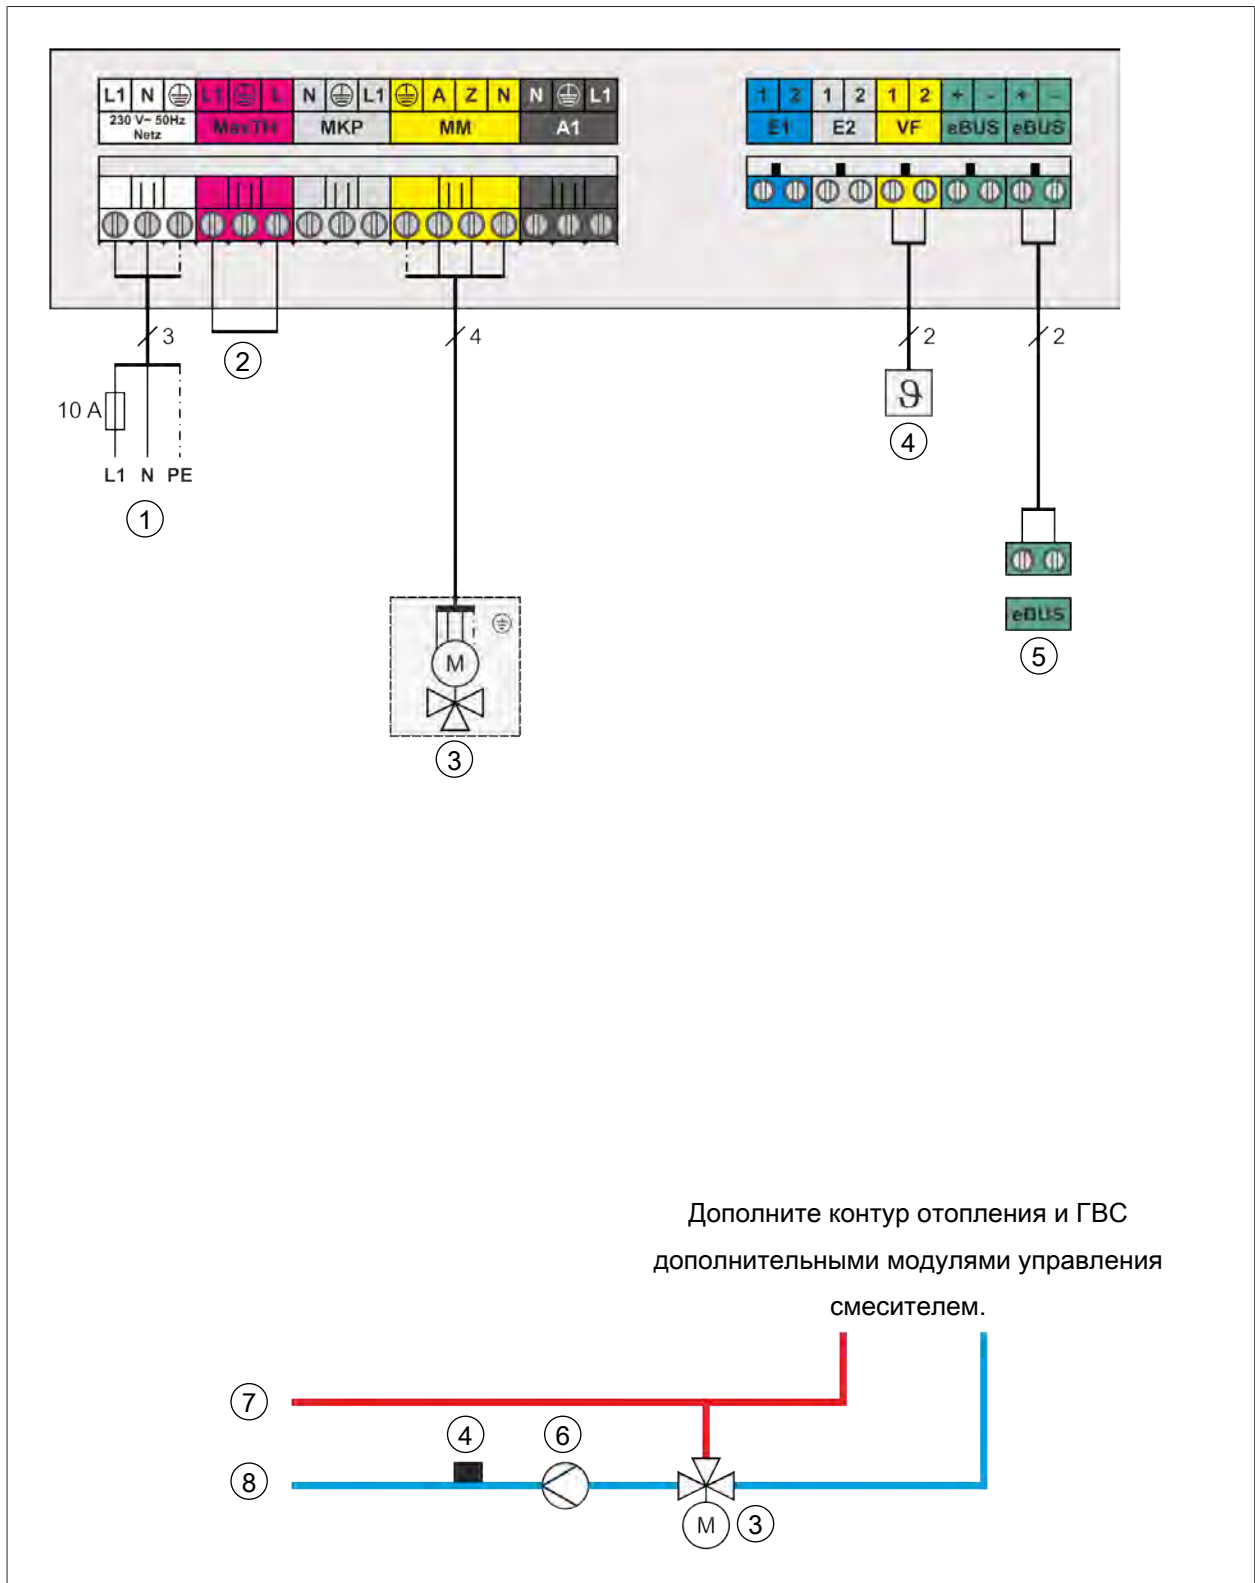 L1 N L1 L N L1 A Z N N L1
230 V~ 50Hz
Netz
MaxTH MKP MM A1
1 2 1 2 1 2 + - + -
E1 E2 VF eBUS eBUS
3
2
4
2
2
10 A
4
L1 N PE
1
M
eBUS
5
3
Дополните контур отопления и ГВС
дополнительными модулями управления
смесителем.
7
4 6
8
M 3